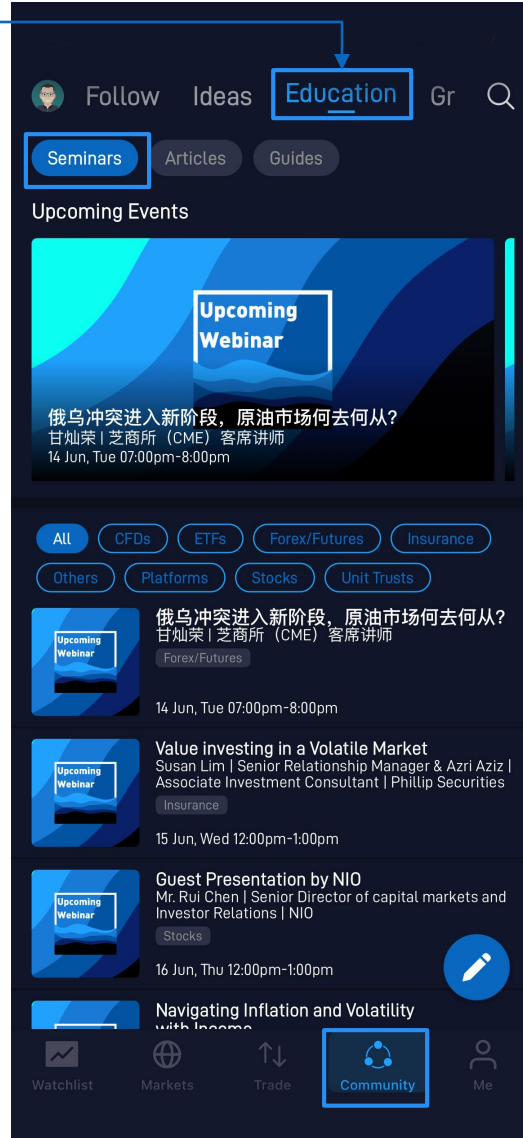 Follow Ideas Education Gr
Seminars Articles Guides
Upcoming Events
Upcoming
Webinar
俄乌冲突进入新阶段，原油市场何去何从?
甘灿荣 | 芝商所（CME）客席讲师
14 Jun, Tue 07:00pm-8:00pm
All CFDs ETFs Forex/Futures Insurance
Others Platforms Stocks Unit Trusts
Upcoming
Webinar
俄乌冲突进入新阶段，原油市场何去何从?
甘灿荣 | 芝商所（CME）客席讲师
Forex/Futures
14 Jun, Tue 07:00pm-8:00pm
Upcoming
Webinar
Value investing in a Volatile Market
Susan Lim | Senior Relationship Manager & Azri Aziz |
Associate Investment Consultant | Phillip Securities
Insurance
15 Jun, Wed 12:00pm-1:00pm
Upcoming
Webinar
Guest Presentation by NIO
Mr. Rui Chen | Senior Director of capital markets and
Investor Relations | NIO
Stocks
16 Jun, Thu 12:00pm-1:00pm
Navigating Inflation and Volatility
with Income
Watchlist Markets Trade Community Me